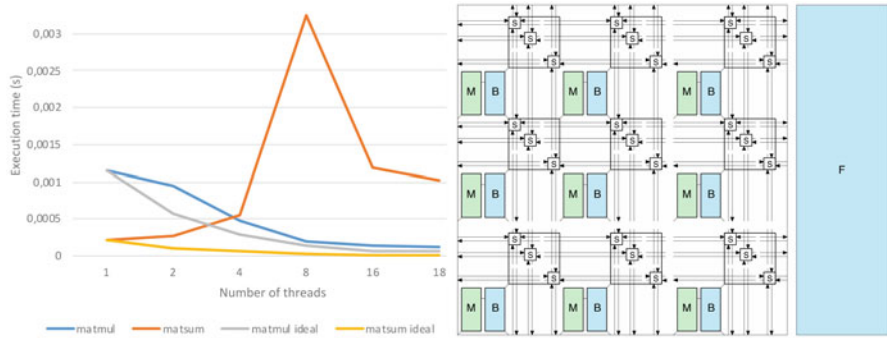 Execution time (s)
0,003
0,0025
0,002
0,0015
0,001
0,0005
0
1 2 4 8 16 18
Number of threads
matmul matsum matmul ideal matsum ideal
S S S
S S S
S S S
M B M B M B
S S S
S S S
S S S
M B M B M B
F
S S S
S S S
S S S
M B M B M B